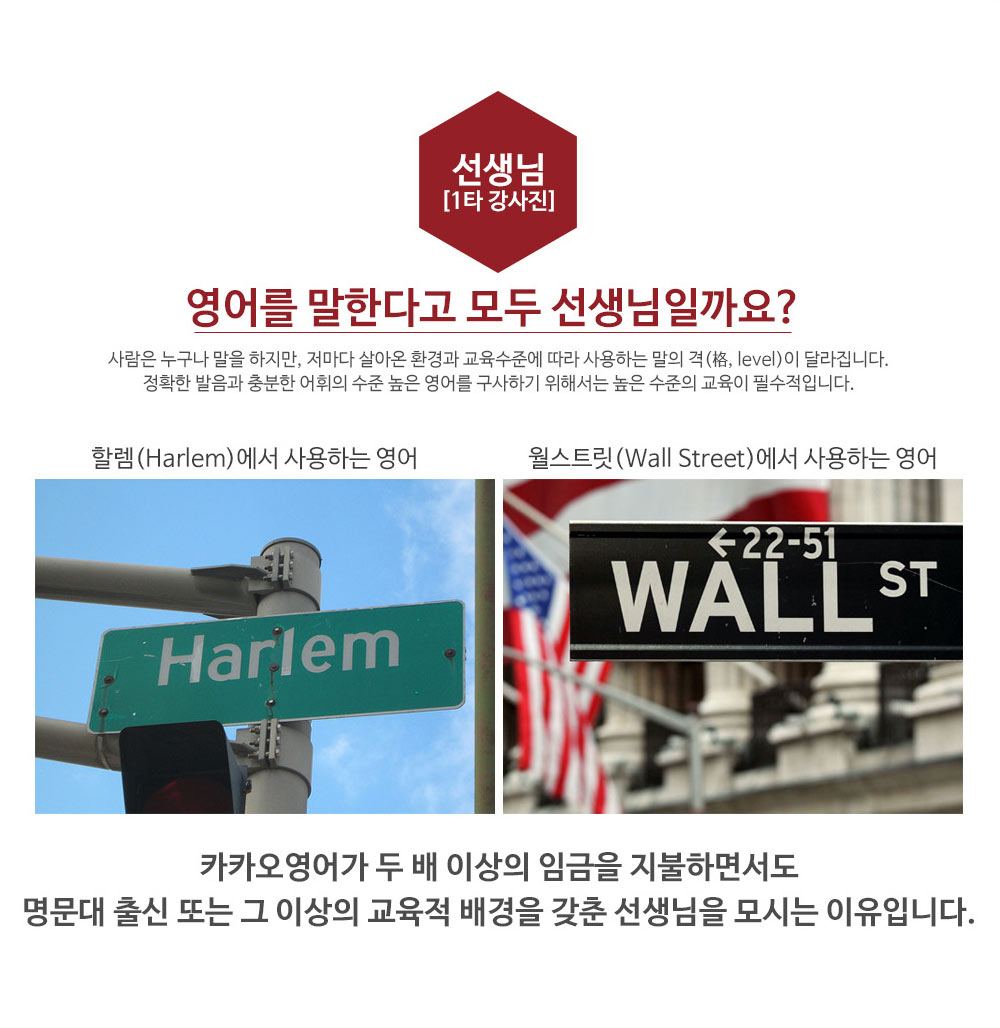 선생님
[1타 강사진]
영어를 말한다고 모두 선생님일까요?
사람은 누구나 말을 하지만, 저마다 살아온 환경과 교육수준에 따라 사용하는 말의 격(格, level)이 달라집니다.
정확한 발음과 충분한 어휘의 수준 높은 영어를 구사하기 위해서는 높은 수준의 교육이 필수적입니다.
할렘(Harlem)에서 사용하는 영어
월스트릿(Wall Street)에서 사용하는 영어
Harlem
←22-51
WALL ST
카카오영어가 두 배 이상의 임금을 지불하면서도
명문대 출신 또는 그 이상의 교육적 배경을 갖춘 선생님을 모시는 이유입니다.